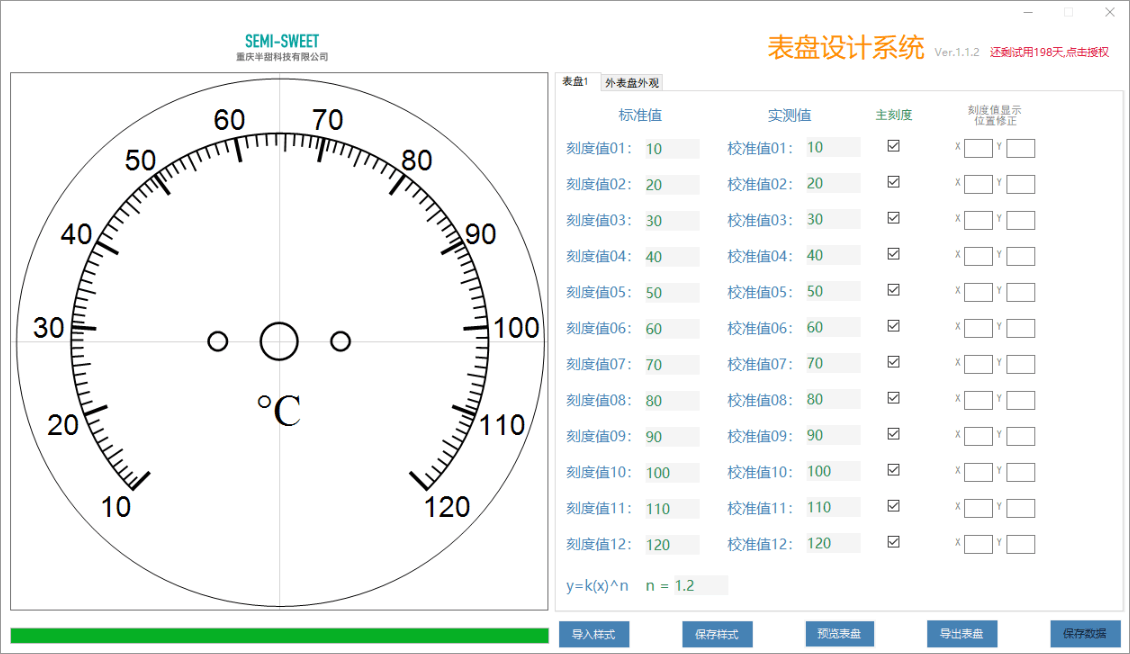 SEMI-SWEET
重庆半甜科技有限公司
表盘设计系统 Ver.1.1.2 还剩试用198天,点击授权
表盘1 外表盘外观
60 70
50 80
40 90
30 100
℃
20 110
10 120
标准值 实测值 主刻度 刻度值显示
位置修正
刻度值01: 10 校准值01: 10 X Y
刻度值02: 20 校准值02: 20 X Y
刻度值03: 30 校准值03: 30 X Y
刻度值04: 40 校准值04: 40 X Y
刻度值05: 50 校准值05: 50 X Y
刻度值06: 60 校准值06: 60 X Y
刻度值07: 70 校准值07: 70 X Y
刻度值08: 80 校准值08: 80 X Y
刻度值09: 90 校准值09: 90 X Y
刻度值10: 100 校准值10: 100 X Y
刻度值11: 110 校准值11: 110 X Y
刻度值12: 120 校准值12: 120 X Y
y=k(x)^n n = 1.2
导入样式 保存样式 预览表盘 导出表盘 保存数据